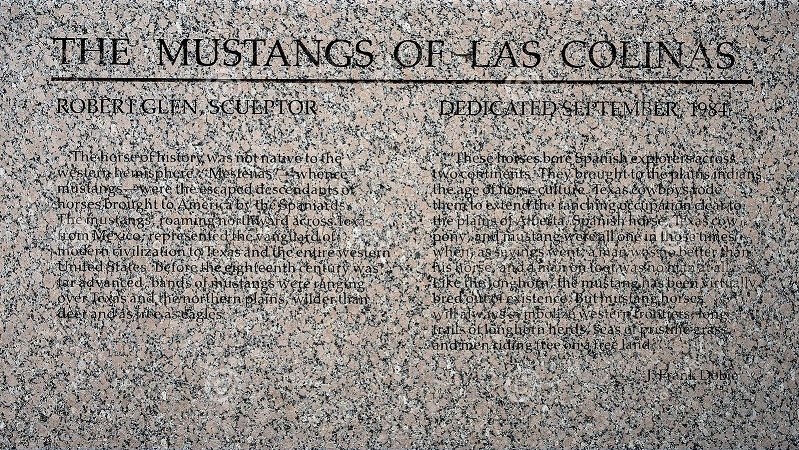 THE MUSTANGS OF LAS COLINAS
ROBERT GLEN, SCULPTOR
DEDICATED SEPTEMBER, 1984
"The horse of history was not native to the
western hemisphere. "Mesteñas"—whence
mustangs—were the escaped descendants of
horses brought to America by the Spaniards.
The mustangs, roaming northward across Texas
from Mexico, represented the vanguard of
modern civilization to Texas and the entire western
United States. Before the eighteenth century was
far advanced, bands of mustangs were ranging
over Texas and the northern plains, wilder than
deer and as free as eagles.
"These horses bore Spanish explorers across
two continents. They brought to the plains indians
the age of horse culture. Texas cowboys rode
them to extend the ranching occupation clear to
the plains of Alberta. Spanish horse, Texas cow
pony, and mustang were all one in those times
when, as sayings went, a man was no better than
his horse, and a man on foot was no man at all.
Like the longhorn, the mustang has been virtually
bred out of existence. But mustang horses
will always symbolize western frontiers, long
trails of longhorn herds, seas of pristine grass,
and men riding free on a free land."
J. Frank Dobie